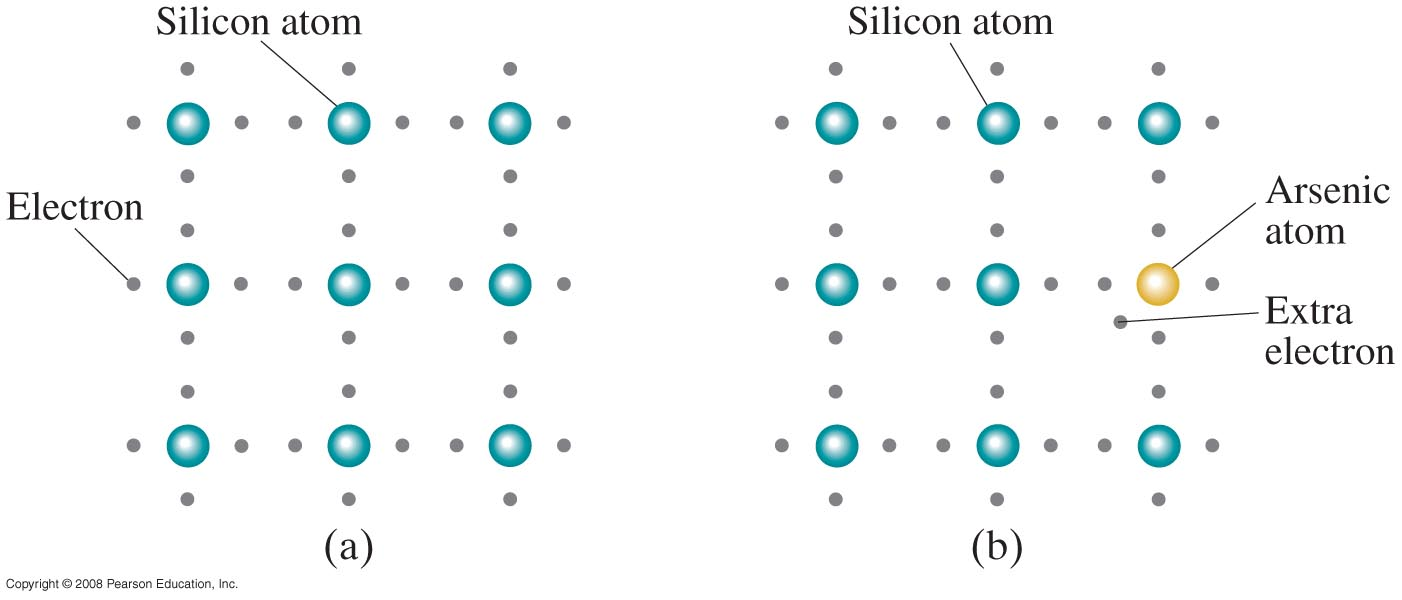 Silicon atom
Electron
(a)
Silicon atom
Arsenic
atom
Extra
electron
(b)
Copyright © 2008 Pearson Education, Inc.